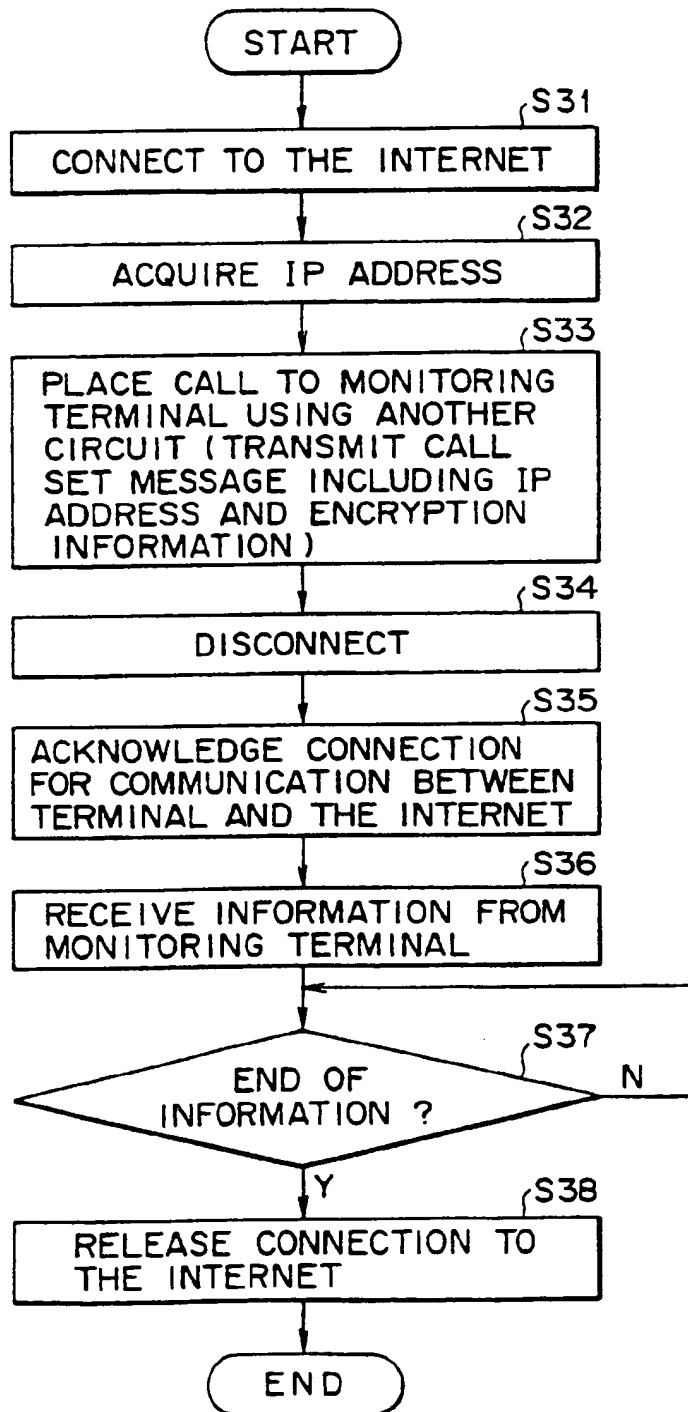 START
S31
CONNECT TO THE INTERNET
S32
ACQUIRE IP ADDRESS
S33
PLACE CALL TO MONITORING
TERMINAL USING ANOTHER
CIRCUIT (TRANSMIT CALL
SET MESSAGE INCLUDING IP
ADDRESS AND ENCRYPTION
INFORMATION)
S34
DISCONNECT
S35
ACKNOWLEDGE CONNECTION
FOR COMMUNICATION BETWEEN
TERMINAL AND THE INTERNET
S36
RECEIVE INFORMATION FROM
MONITORING TERMINAL
S37
END OF
INFORMATION ?
N
Y
S38
RELEASE CONNECTION TO
THE INTERNET
END